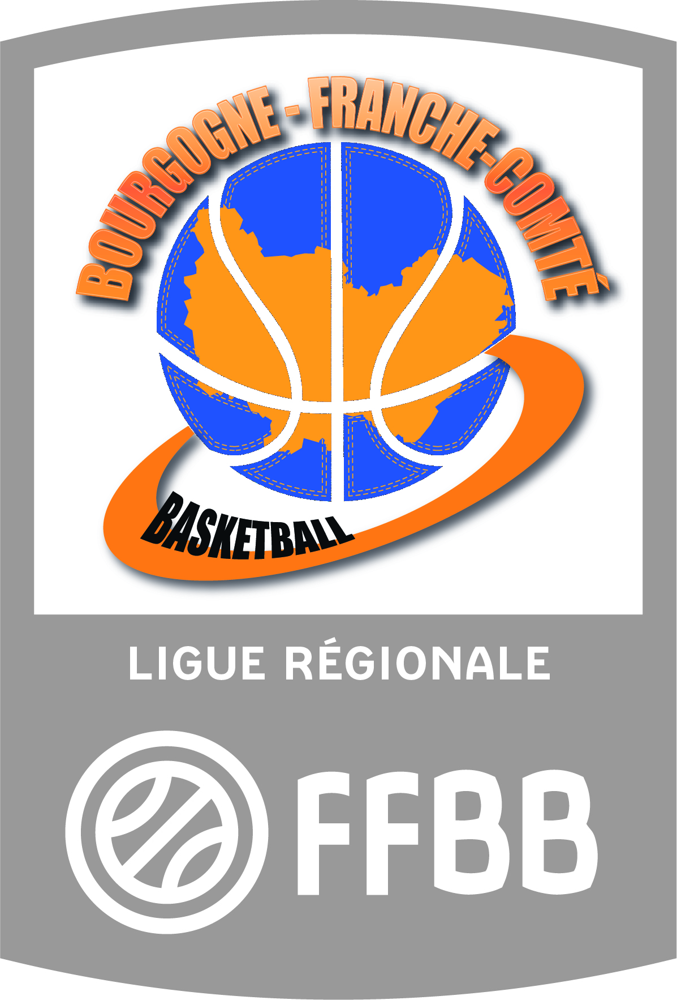 BOURGOGNE - FRANCHE-COMTÉ
BASKETBALL
LIGUE RÉGIONALE
FFBB